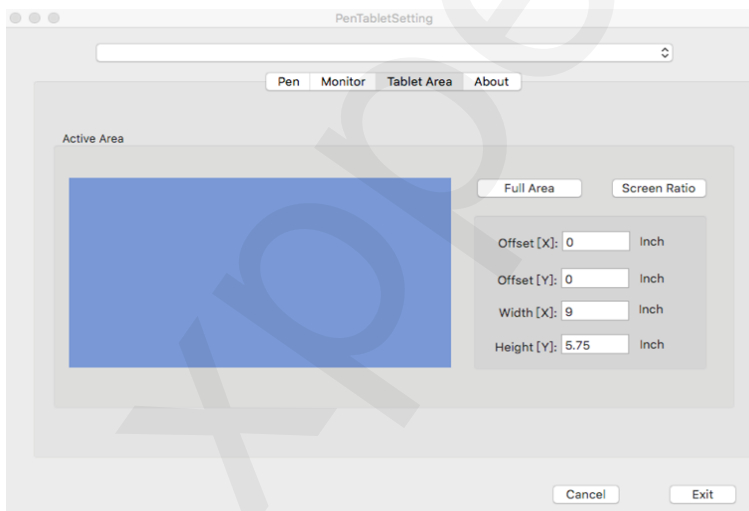 PenTabletSetting
Pen Monitor Tablet Area About
Active Area
Full Area Screen Ratio
Offset [X]: 0 Inch
Offset [Y]: 0 Inch
Width [X]: 9 Inch
Height [Y]: 5.75 Inch
Cancel Exit